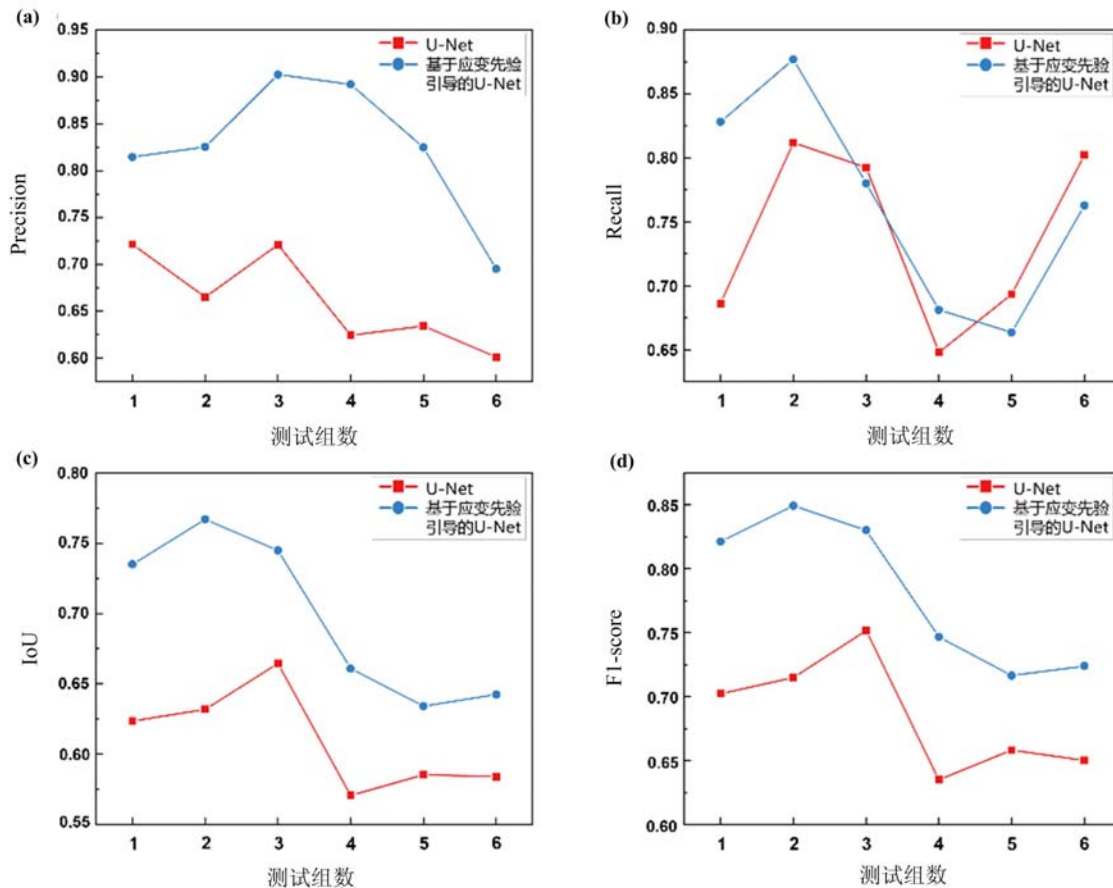 (a)
0.95
0.90
0.85
0.80
0.75
0.70
0.65
0.60
Precision
1 2 3 4 5 6
测试组数
U-Net
基于应变先验
引导的U-Net
(b)
0.90
0.85
0.80
0.75
0.70
0.65
Recall
1 2 3 4 5 6
测试组数
U-Net
基于应变先验
引导的U-Net
(c)
0.80
0.75
0.70
0.65
0.60
0.55
IoU
1 2 3 4 5 6
测试组数
U-Net
基于应变先验
引导的U-Net
(d)
0.85
0.80
0.75
0.70
0.65
0.60
F1-score
1 2 3 4 5 6
测试组数
U-Net
基于应变先验
引导的U-Net